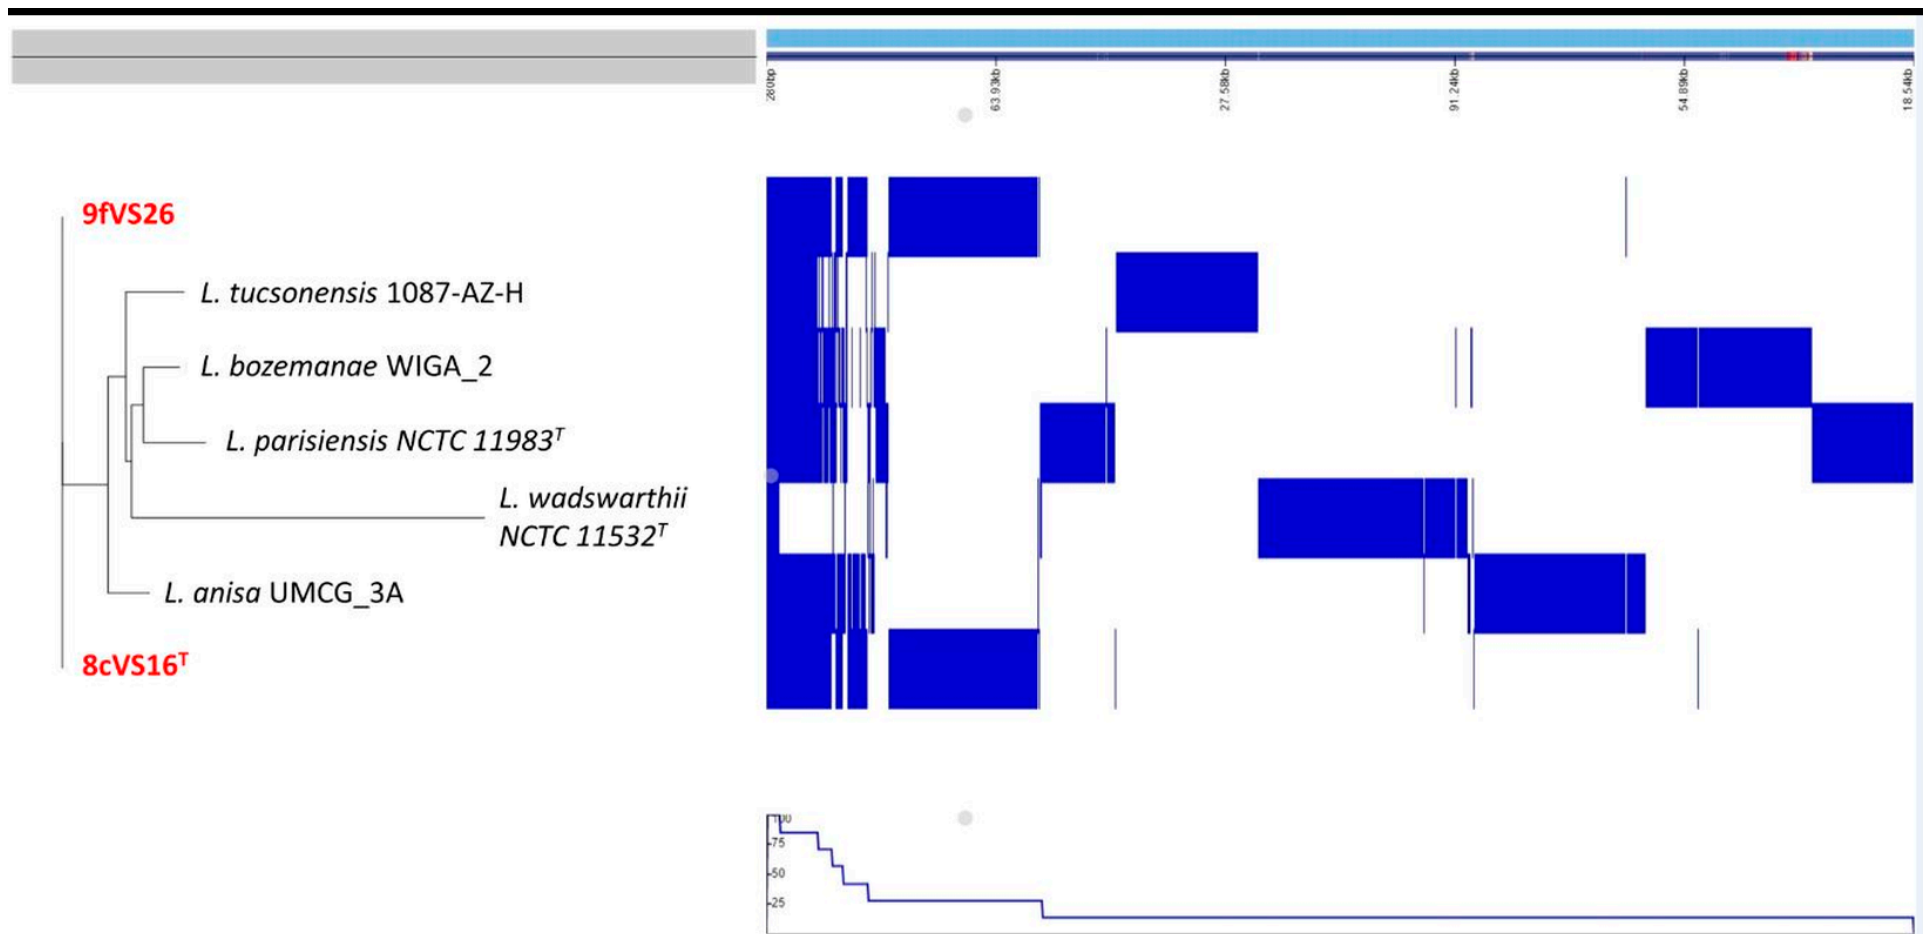 280bp 63.93kb 27.58kb 91.24kb 54.89kb 18.54kb
9fVS26
L. tucsonensis 1087-AZ-H
L. bozemanae WIGA_2
L. parisiensis NCTC 11983ᵀ
L. wadswarthii
NCTC 11532ᵀ
L. anisa UMCG_3A
8cVS16ᵀ
100
75
50
25